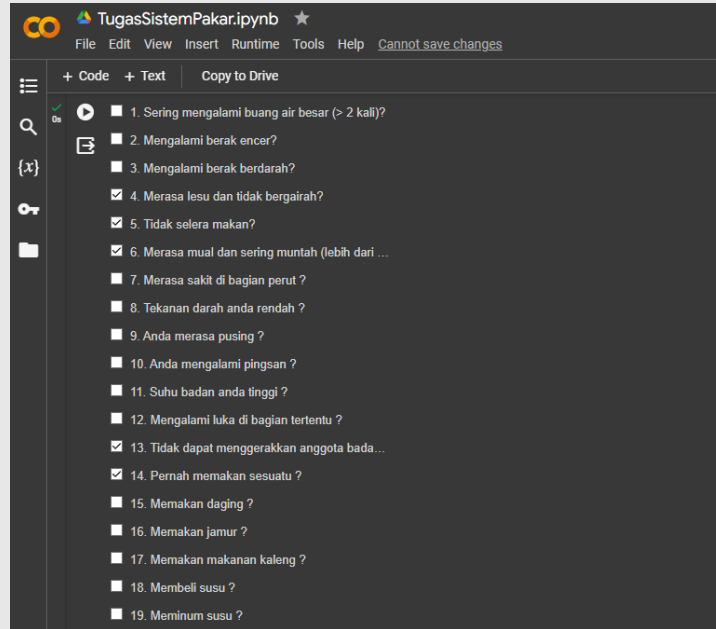 TugasSistemPakar.ipynb
File Edit View Insert Runtime Tools Help Cannot save changes
+ Code + Text Copy to Drive
0s
{x}
1. Sering mengalami buang air besar (> 2 kali)?
2. Mengalami berak encer?
3. Mengalami berak berdarah?
4. Merasa lesu dan tidak bergairah?
5. Tidak selera makan?
6. Merasa mual dan sering muntah (lebih dari ...
7. Merasa sakit di bagian perut ?
8. Tekanan darah anda rendah ?
9. Anda merasa pusing ?
10. Anda mengalami pingsan ?
11. Suhu badan anda tinggi ?
12. Mengalami luka di bagian tertentu ?
13. Tidak dapat menggerakkan anggota bada...
14. Pernah memakan sesuatu ?
15. Memakan daging ?
16. Memakan jamur ?
17. Memakan makanan kaleng ?
18. Membeli susu ?
19. Meminum susu ?